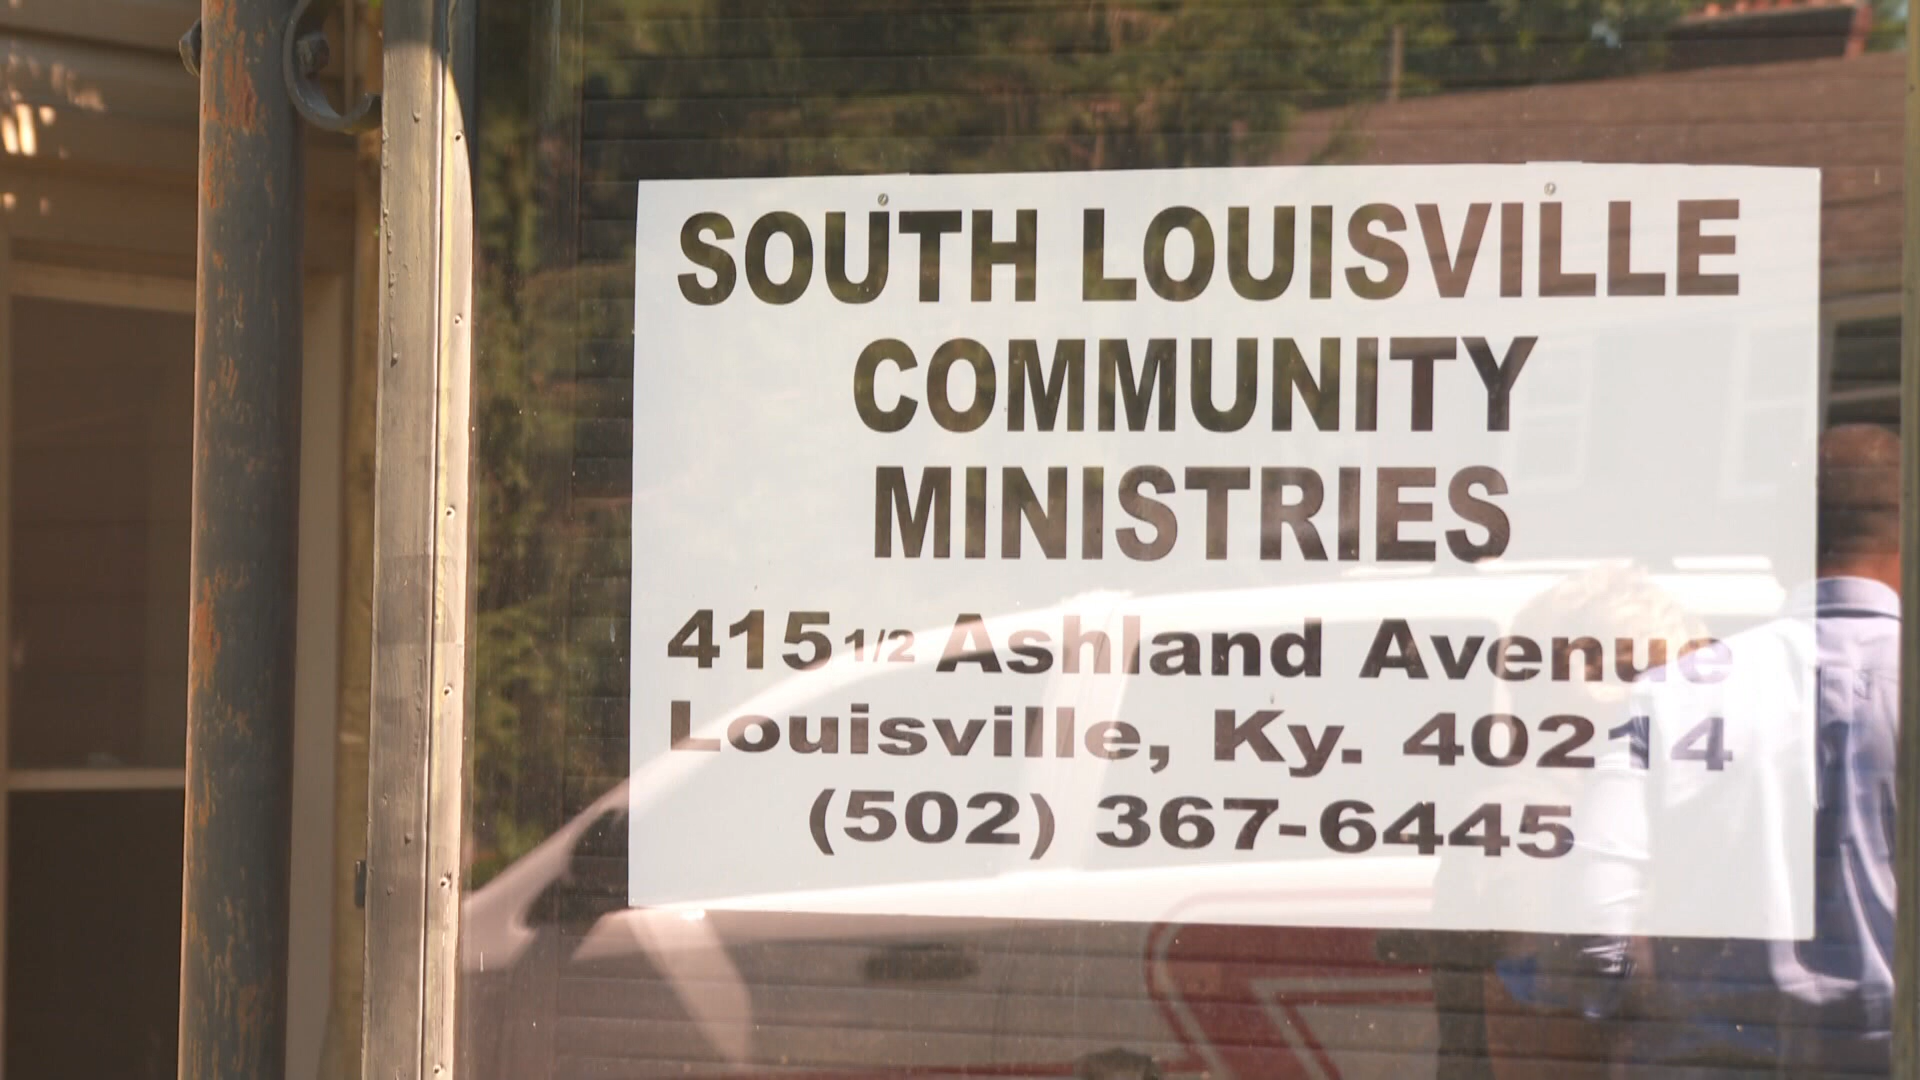 SOUTH LOUISVILLE
COMMUNITY
MINISTRIES
415 1/2 Ashland Avenue
Louisville, Ky. 40214
(502) 367-6445